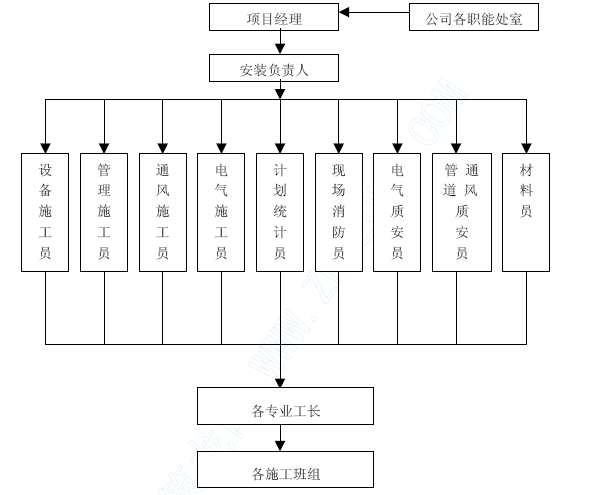 项目经理
公司各职能处室
安装负责人
设备施工员
管理施工员
通风施工员
电气施工员
计划统计员
现场消防员
电气质安员
管道通风质安员
材料员
各专业工长
各施工班组